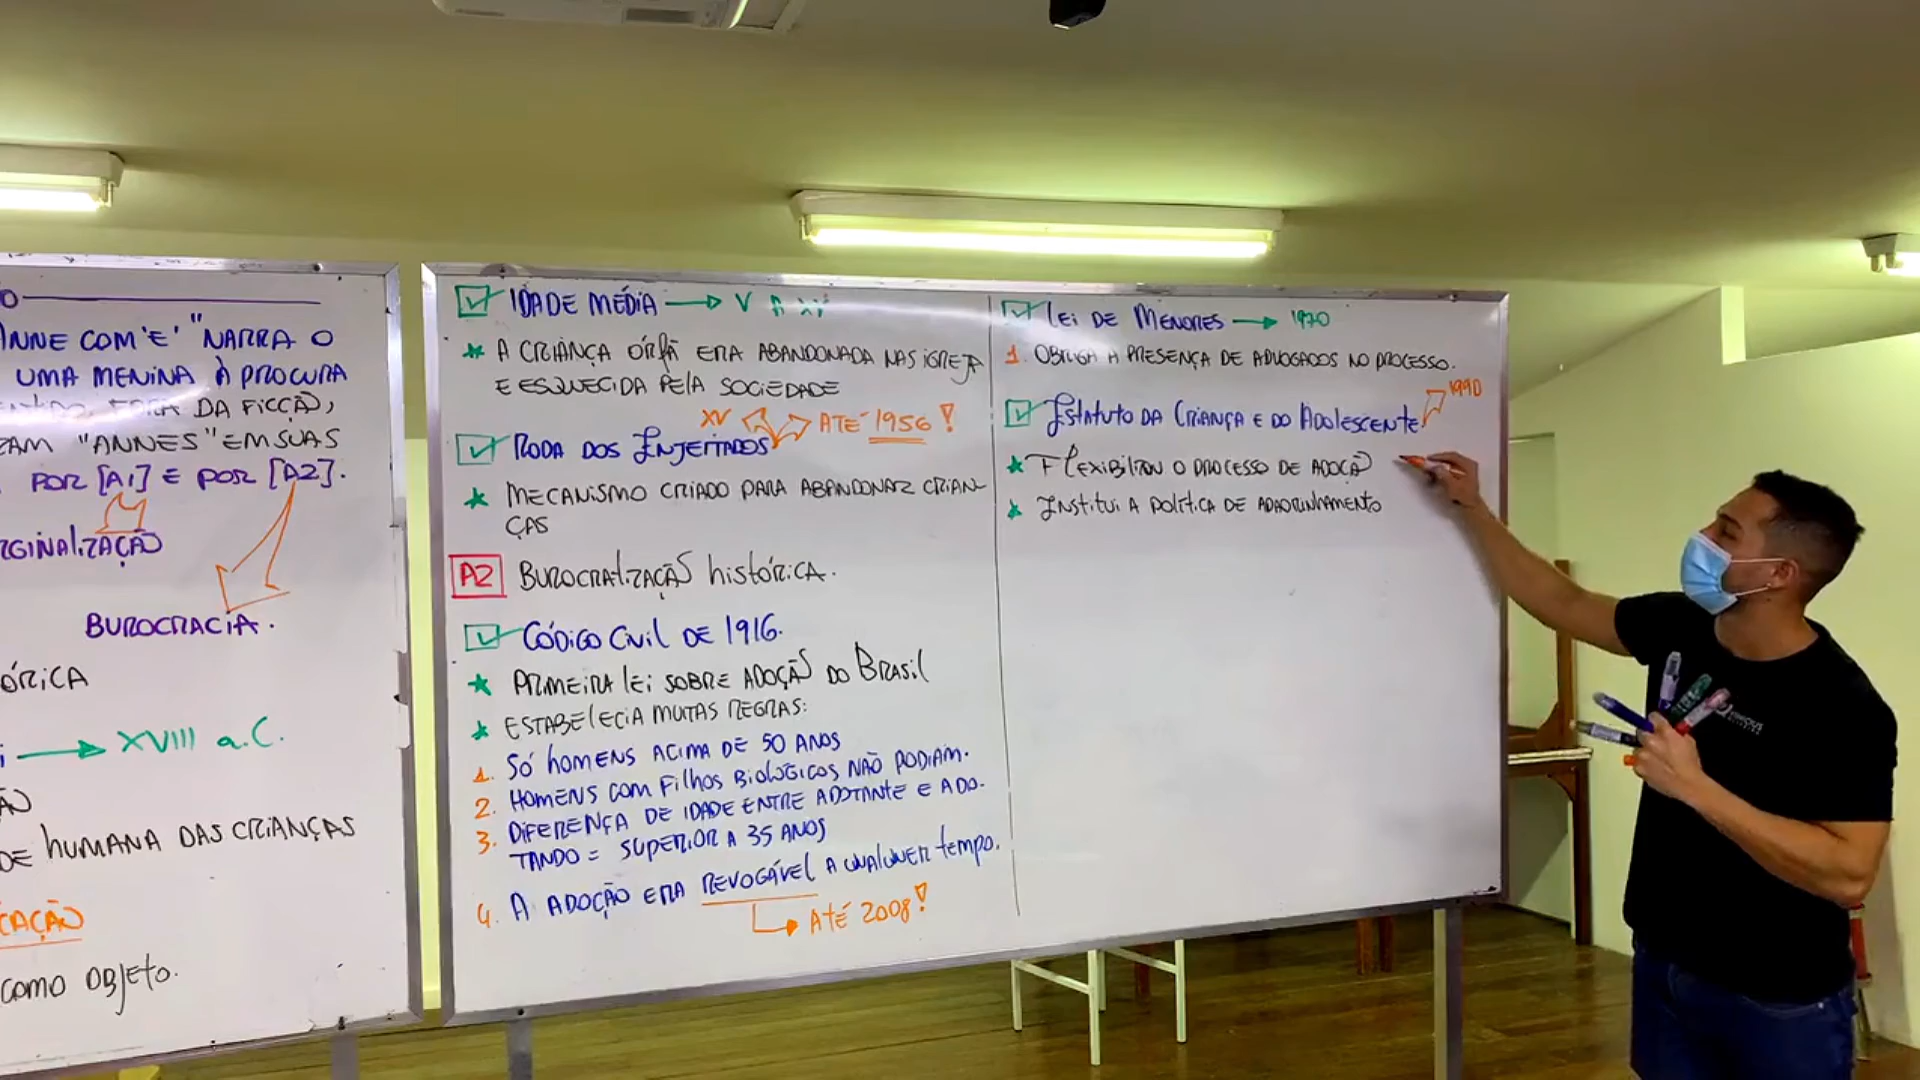 O
ANNE COM 'E' " NARRA O
UMA MENINA À PROCURA
FORA DA FICÇÃO,
"ANNES" EM SUAS
POR [A1] E POR [A2].
RGINALIZAÇÃO
BUROCRACIA.
ÓRICA
i → XVIII a.C.
ÃO
DE HUMANA DAS CRIANÇAS
CAÇÃO
COMO OBJETO.
IDADE MÉDIA → V A XV
* A CRIANÇA ÓRFÃ ERA ABANDONADA NAS IGREJA
E ESQUECIDA PELA SOCIEDADE
XV ATÉ 1956!
RODA DOS ENJEITADOS
* MECANISMO CRIADO PARA ABANDONAR CRIAN-
ÇAS
A2 BUROCRATIZAÇÃO HISTÓRICA.
CÓDIGO CIVIL DE 1916.
* PRIMEIRA LEI SOBRE ADOÇÃO DO BRASIL
* ESTABELECIA MUITAS REGRAS:
1. SÓ HOMENS ACIMA DE 50 ANOS
2. HOMENS COM FILHOS BIOLÓGICOS NÃO PODIAM.
3. DIFERENÇA DE IDADE ENTRE ADOTANTE E ADO-
TANDO = SUPERIOR A 35 ANOS
4. A ADOÇÃO ERA REVOGÁVEL A QUALQUER TEMPO.
→ ATÉ 2008!
LEI DE MENORES → 1970
1. OBRIGA A PRESENÇA DE ADVOGADOS NO PROCESSO.
1990
ESTATUTO DA CRIANÇA E DO ADOLESCENTE
* FLEXIBILIZOU O PROCESSO DE ADOÇÃO
* INSTITUI A POLÍTICA DE APADRINHAMENTO